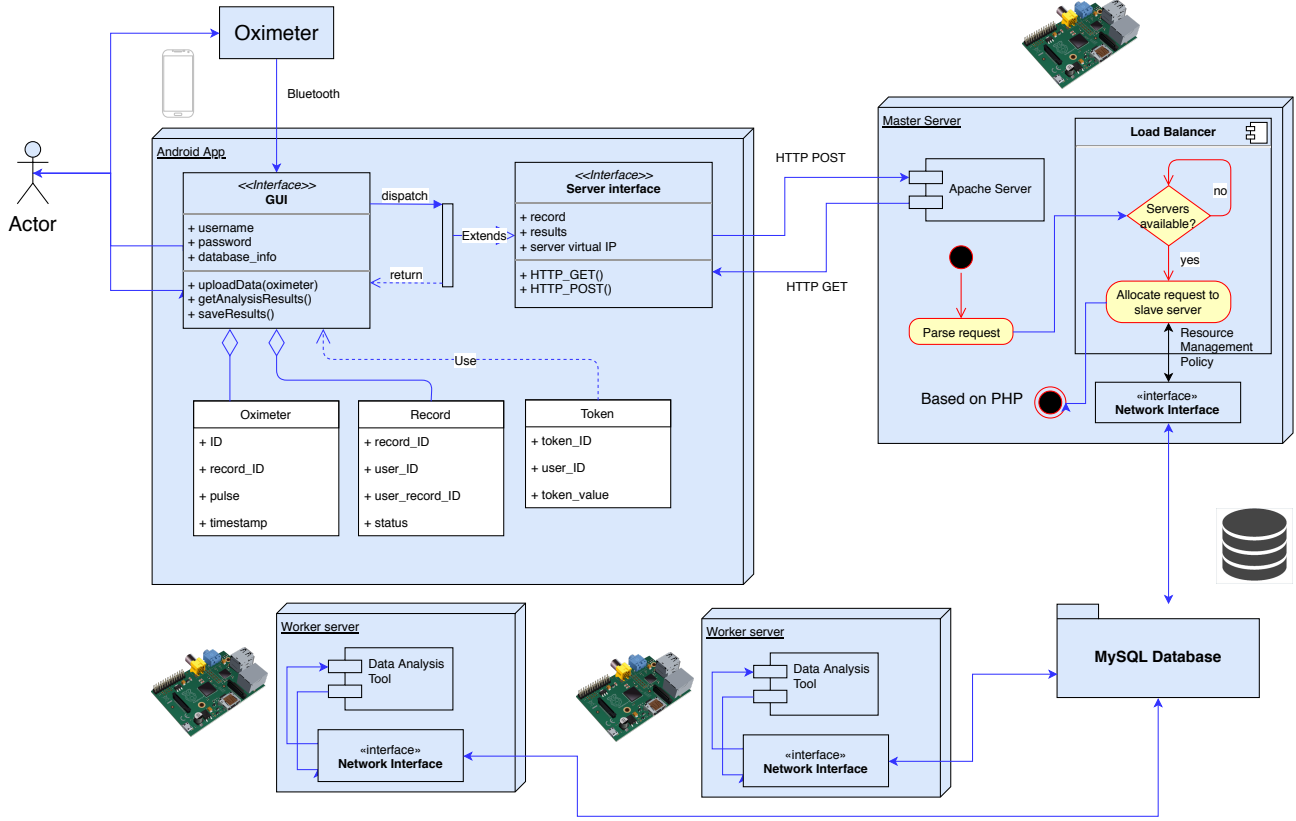 Oximeter
Bluetooth
Actor
Android App
<<Interface>>
GUI
+ username
+ password
+ database_info
+ uploadData(oximeter)
+ getAnalysisResults()
+ saveResults()
dispatch
Extends
return
<<Interface>>
Server interface
+ record
+ results
+ server virtual IP
+ HTTP_GET()
+ HTTP_POST()
Use
Oximeter
+ ID
+ record_ID
+ pulse
+ timestamp
Record
+ record_ID
+ user_ID
+ user_record_ID
+ status
Token
+ token_ID
+ user_ID
+ token_value
HTTP POST
HTTP GET
Master Server
Apache Server
Load Balancer
Servers
available?
no
yes
Allocate request to
slave server
Parse request
Resource
Management
Policy
Based on PHP
«interface»
Network Interface
MySQL Database
Worker server
Data Analysis
Tool
«interface»
Network Interface
Worker server
Data Analysis
Tool
«interface»
Network Interface